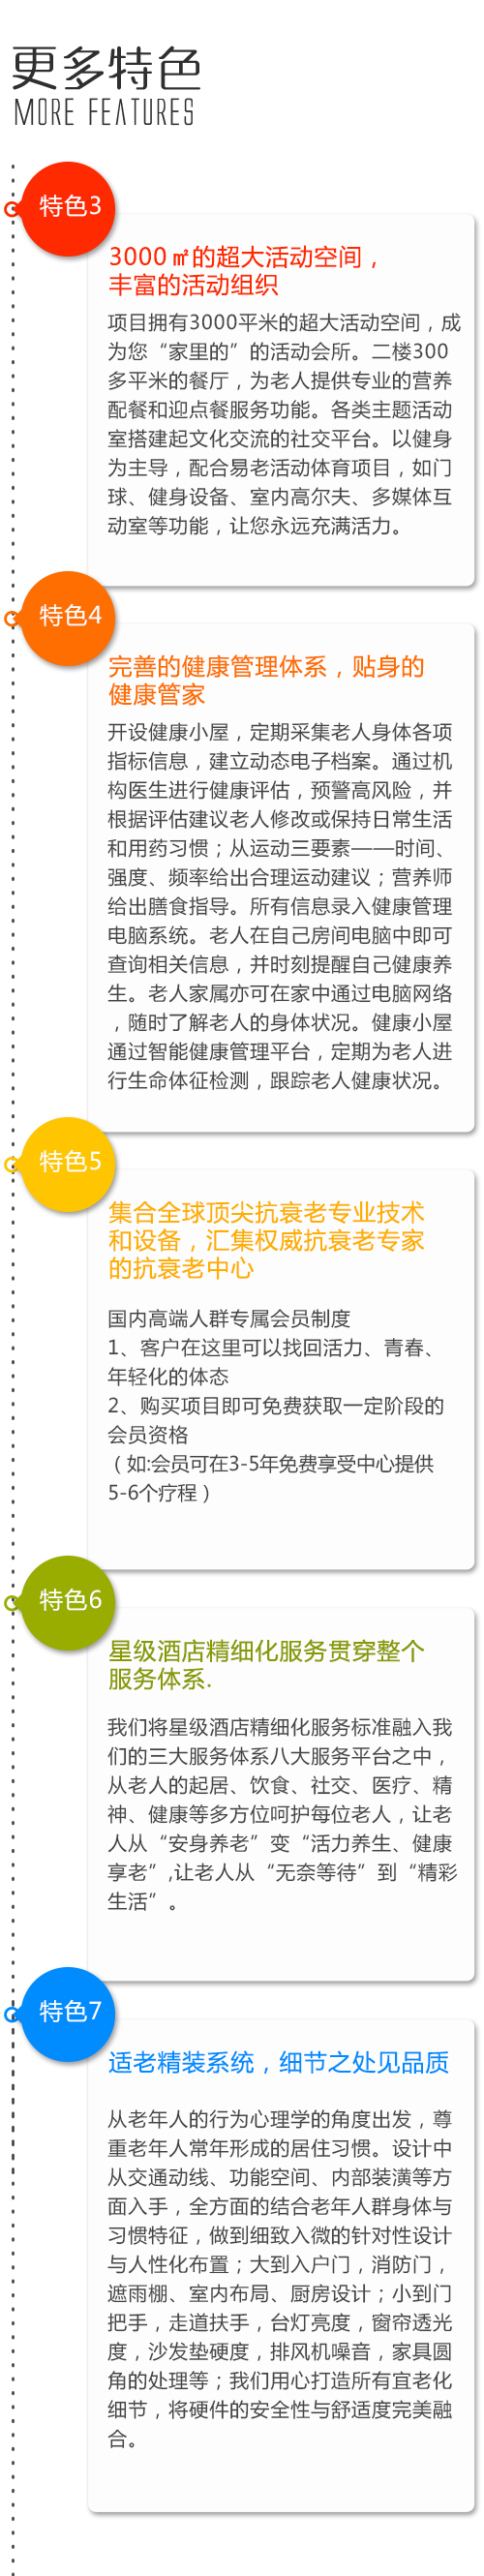 更多特色
MORE FEATURES
特色3
3000㎡的超大活动空间，
丰富的活动组织
项目拥有3000平米的超大活动空间，成
为您“家里的”的活动会所。二楼300
多平米的餐厅，为老人提供专业的营养
配餐和迎点餐服务功能。各类主题活动
室搭建起文化交流的社交平台。以健身
为主导，配合易老活动体育项目，如门
球、健身设备、室内高尔夫、多媒体互
动室等功能，让您永远充满活力。
特色4
完善的健康管理体系，贴身的
健康管家
开设健康小屋，定期采集老人身体各项
指标信息，建立动态电子档案。通过机
构医生进行健康评估，预警高风险，并
根据评估建议老人修改或保持日常生活
和用药习惯；从运动三要素——时间、
强度、频率给出合理运动建议；营养师
给出膳食指导。所有信息录入健康管理
电脑系统。老人在自己房间电脑中即可
查询相关信息，并时刻提醒自己健康养
生。老人家属亦可在家中通过电脑网络
，随时了解老人的身体状况。健康小屋
通过智能健康管理平台，定期为老人进
行生命体征检测，跟踪老人健康状况。
特色5
集合全球顶尖抗衰老专业技术
和设备，汇集权威抗衰老专家
的抗衰老中心
国内高端人群专属会员制度
1、客户在这里可以找回活力、青春、
年轻化的体态
2、购买项目即可免费获取一定阶段的
会员资格
（如:会员可在3-5年免费享受中心提供
5-6个疗程）
特色6
星级酒店精细化服务贯穿整个
服务体系.
我们将星级酒店精细化服务标准融入我
们的三大服务体系八大服务平台之中，
从老人的起居、饮食、社交、医疗、精
神、健康等多方位呵护每位老人，让老
人从“安身养老”变“活力养生、健康
享老”,让老人从“无奈等待”到“精彩
生活”。
特色7
适老精装系统，细节之处见品质
从老年人的行为心理学的角度出发，尊
重老年人常年形成的居住习惯。设计中
从交通动线、功能空间、内部装潢等方
面入手，全方面的结合老年人群身体与
习惯特征，做到细致入微的针对性设计
与人性化布置；大到入户门，消防门，
遮雨棚、室内布局、厨房设计；小到门
把手，走道扶手，台灯亮度，窗帘透光
度，沙发垫硬度，排风机噪音，家具圆
角的处理等；我们用心打造所有宜老化
细节，将硬件的安全性与舒适度完美融
合。